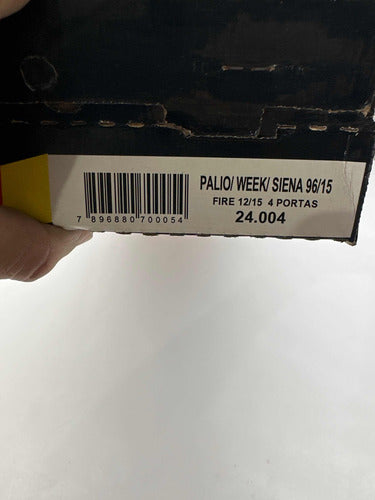 PALIO/ WEEK/ SIENA 96/15
FIRE 12/15 4 PORTAS
24.004
7 896880 700054